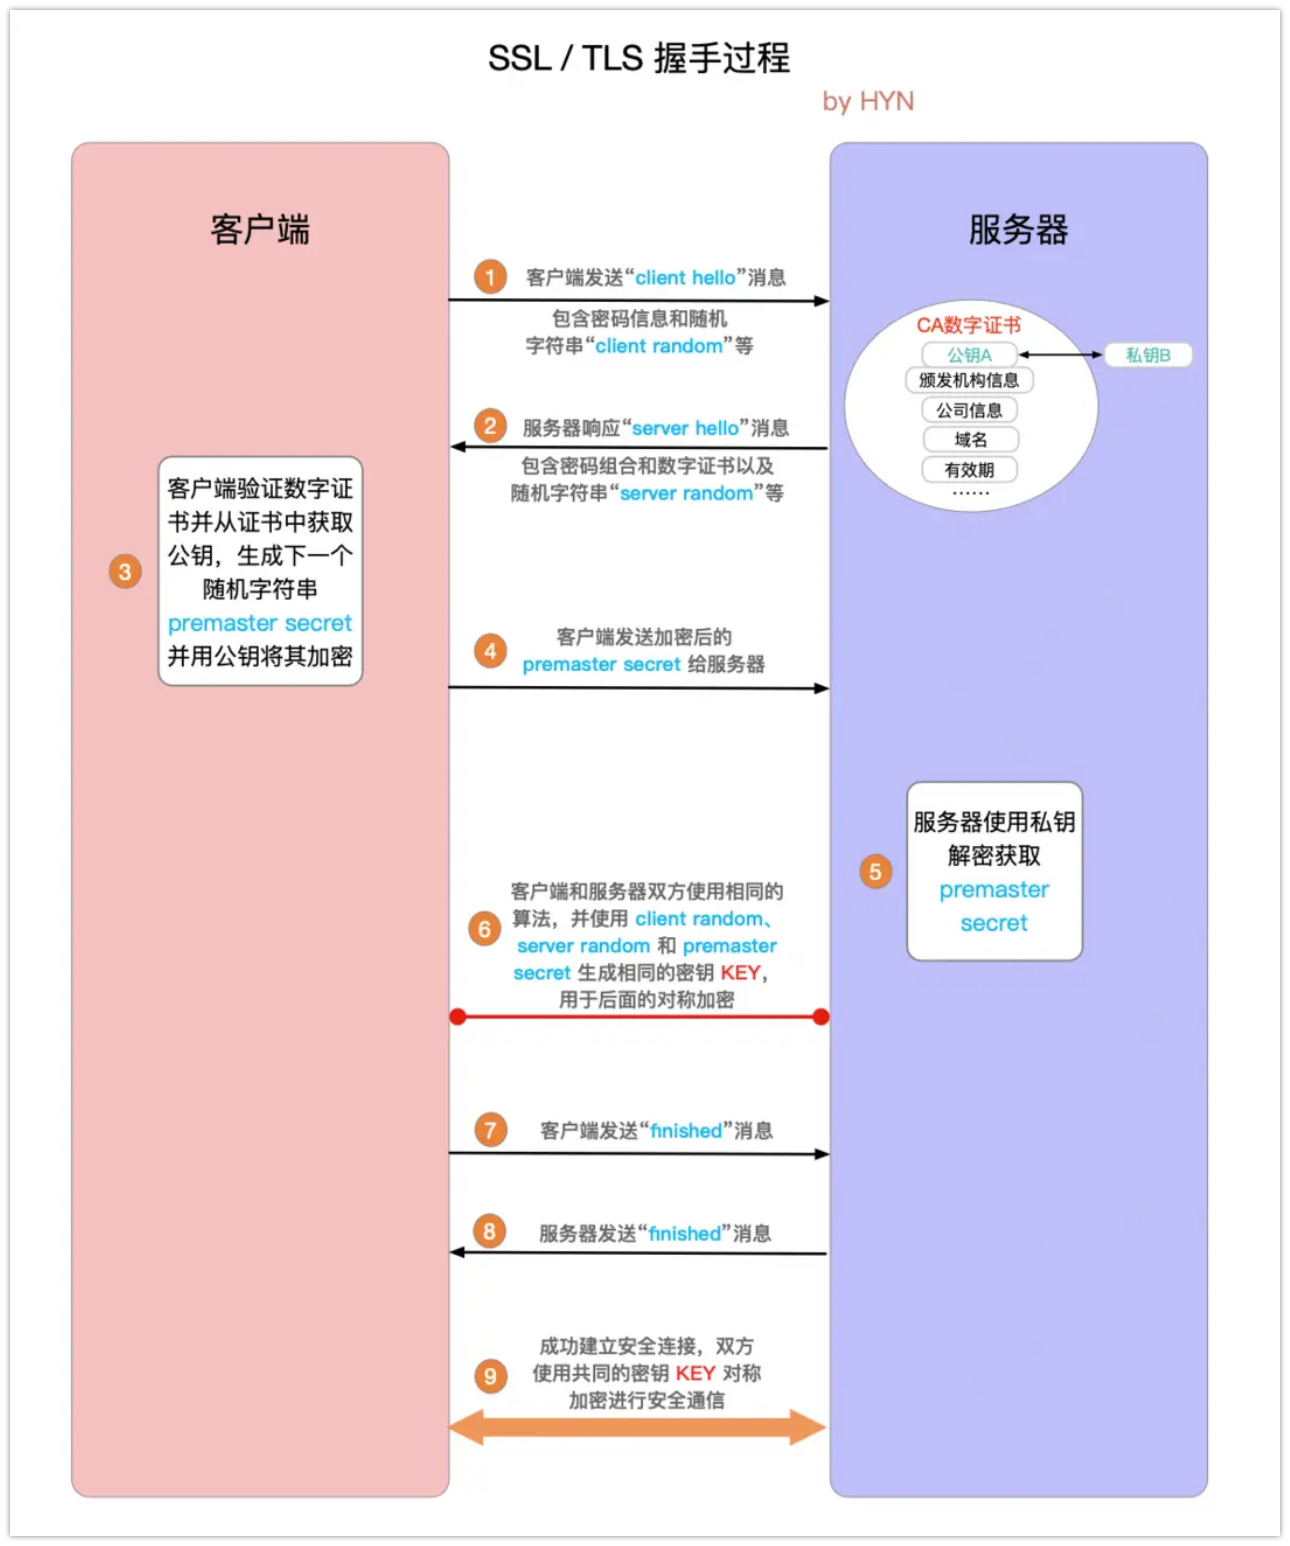 SSL / TLS 握手过程
by HYN
客户端
服务器
1
客户端发送“client hello”消息
包含密码信息和随机
字符串“client random”等
CA数字证书
公钥A
私钥B
颁发机构信息
公司信息
域名
有效期
······
2
服务器响应“server hello”消息
包含密码组合和数字证书以及
随机字符串“server random”等
3
客户端验证数字证
书并从证书中获取
公钥，生成下一个
随机字符串
premaster secret
并用公钥将其加密
4
客户端发送加密后的
premaster secret 给服务器
5
服务器使用私钥
解密获取
premaster
secret
6
客户端和服务器双方使用相同的
算法，并使用 client random、
server random 和 premaster
secret 生成相同的密钥 KEY，
用于后面的对称加密
7
客户端发送“finished”消息
8
服务器发送“finished”消息
9
成功建立安全连接，双方
使用共同的密钥 KEY 对称
加密进行安全通信